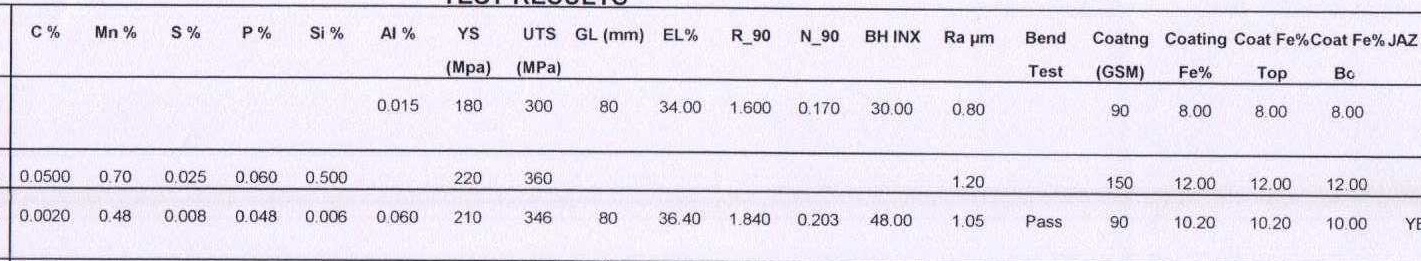 TEST RESULTS
C % Mn % S % P % Si % Al % YS UTS GL (mm) EL% R_90 N_90 BH INX Ra µm Bend Coatng Coating Coat Fe% Coat Fe% JAZ
(Mpa) (MPa) Test (GSM) Fe% Top Bo
0.015 180 300 80 34.00 1.600 0.170 30.00 0.80 90 8.00 8.00 8.00
0.0500 0.70 0.025 0.060 0.500 220 360 1.20 150 12.00 12.00 12.00
0.0020 0.48 0.008 0.048 0.006 0.060 210 346 80 36.40 1.840 0.203 48.00 1.05 Pass 90 10.20 10.20 10.00 YE